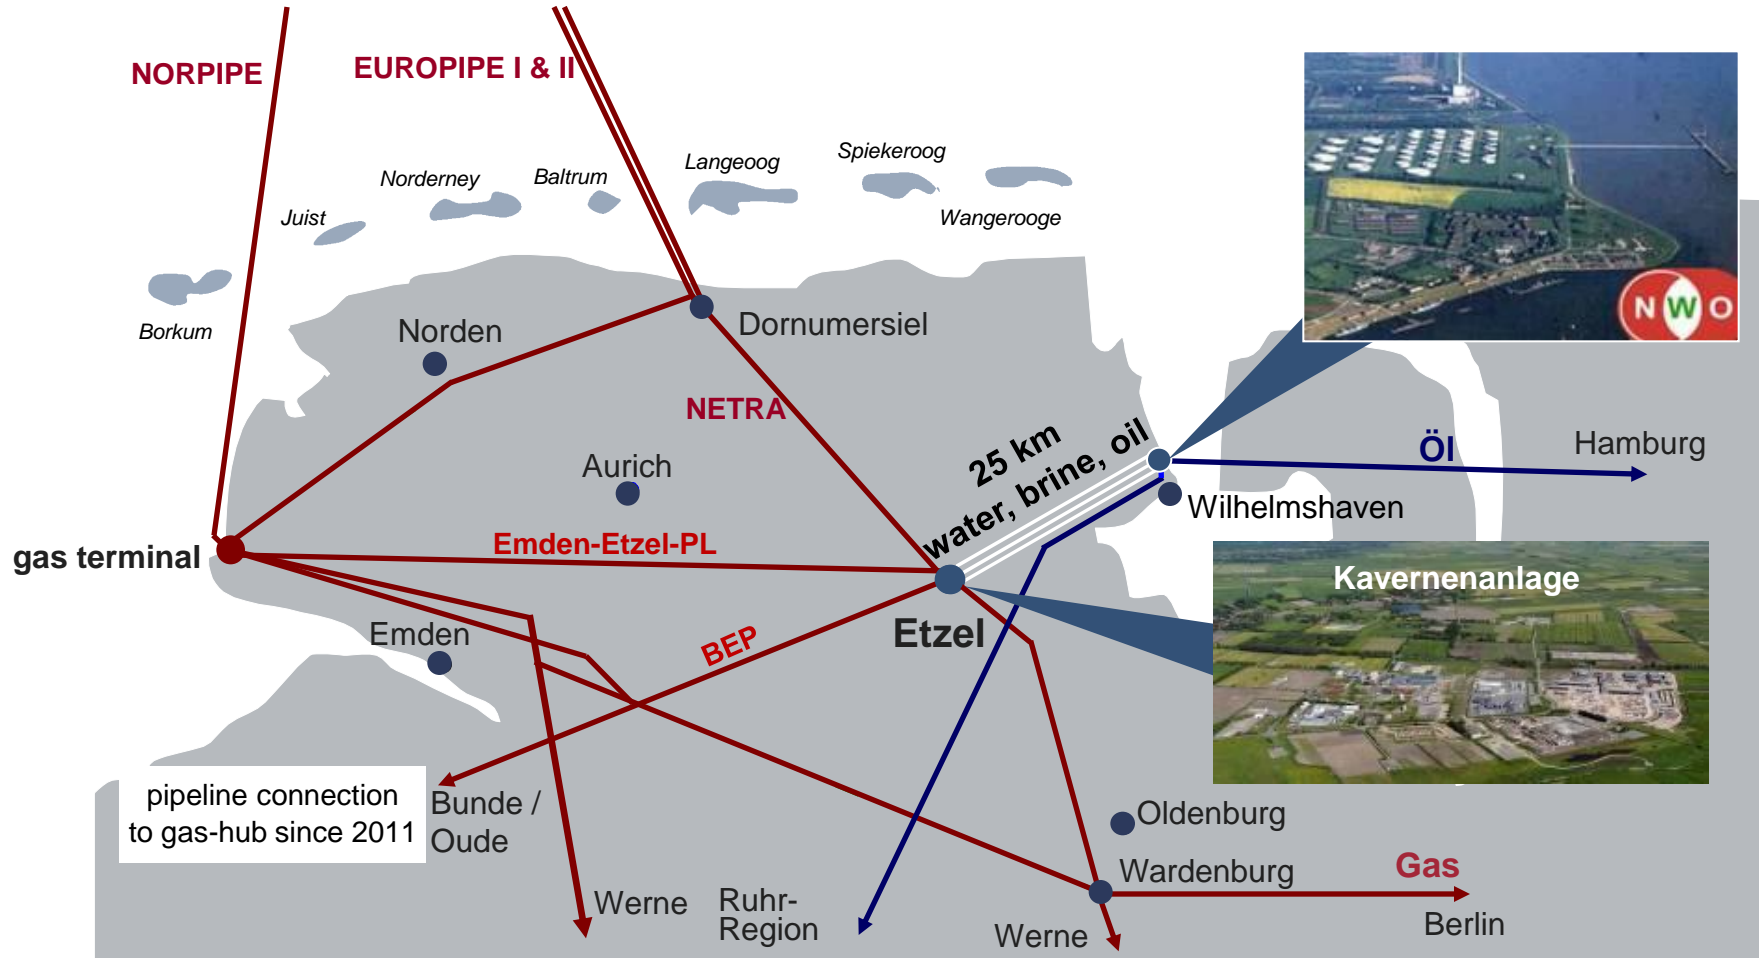 NORPIPE
EUROPIPE I & II
Norderney
Baltrum
Langeoog
Spiekeroog
Juist
Wangerooge
Borkum
N W O
Norden
Dornumersiel
NETRA
25 km
water, brine, oil
Öl
Hamburg
Aurich
Wilhelmshaven
gas terminal
Emden-Etzel-PL
Kavernenanlage
Emden
BEP
Etzel
pipeline connection
to gas-hub since 2011
Bunde /
Oude
Oldenburg
Wardenburg
Gas
Werne
Ruhr-
Region
Werne
Berlin